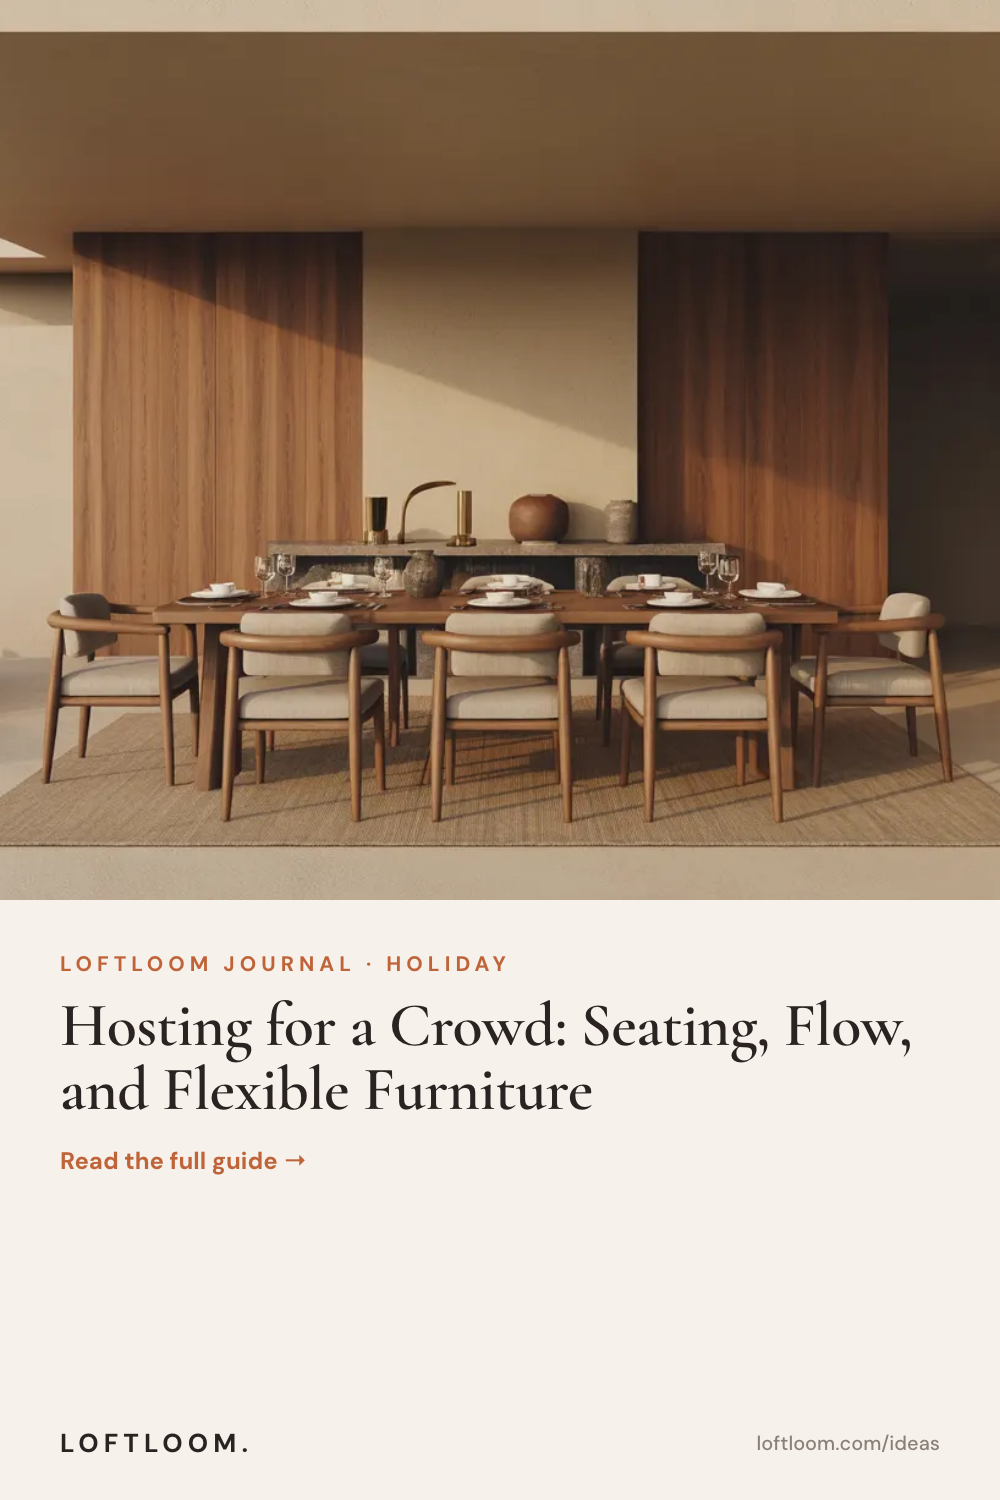 LOFTLOOM JOURNAL · HOLIDAY
Hosting for a Crowd: Seating, Flow,
and Flexible Furniture
Read the full guide →
LOFTLOOM.
loftloom.com/ideas